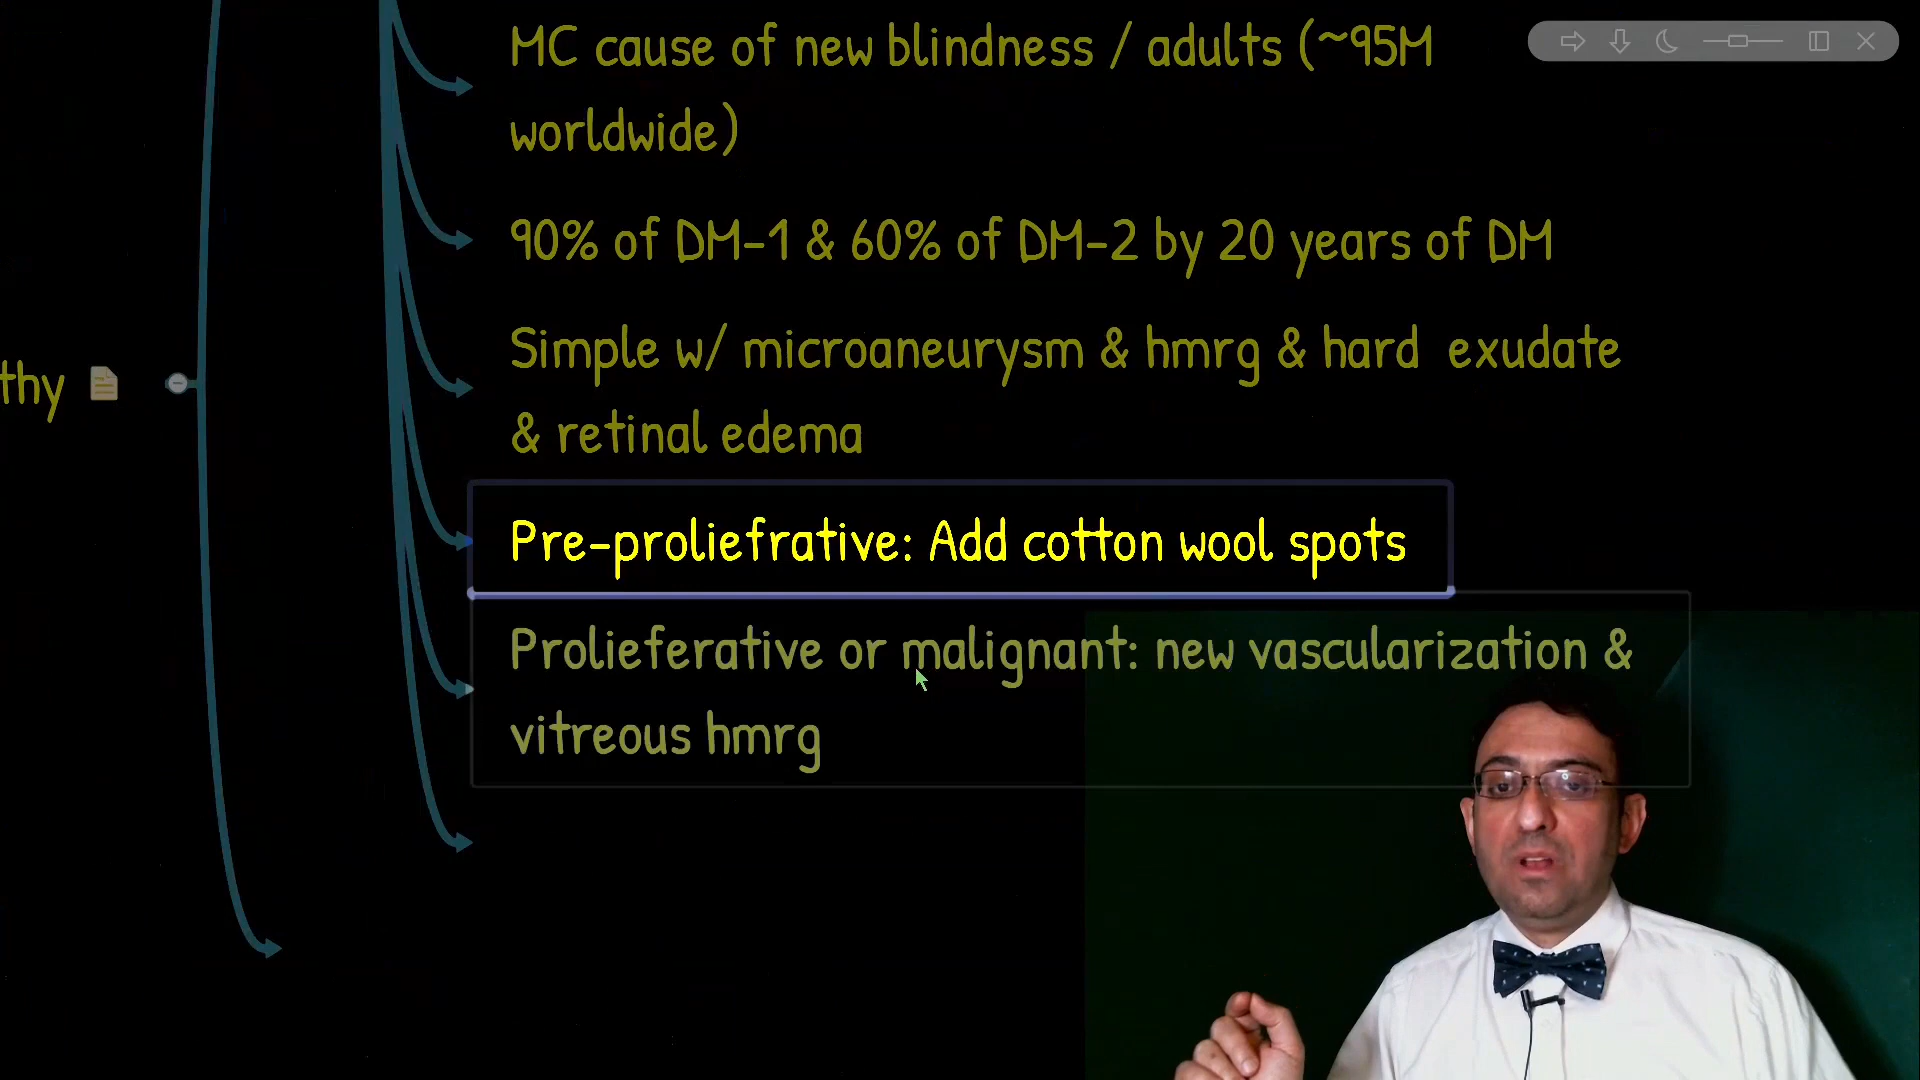 MC cause of new blindness / adults (~95M
worldwide)
90% of DM-1 & 60% of DM-2 by 20 years of DM
Simple w/ microaneurysm & hmrg & hard exudate
& retinal edema
thy
Pre-proliefrative: Add cotton wool spots
Prolieferative or malignant: new vascularization &
vitreous hmrg